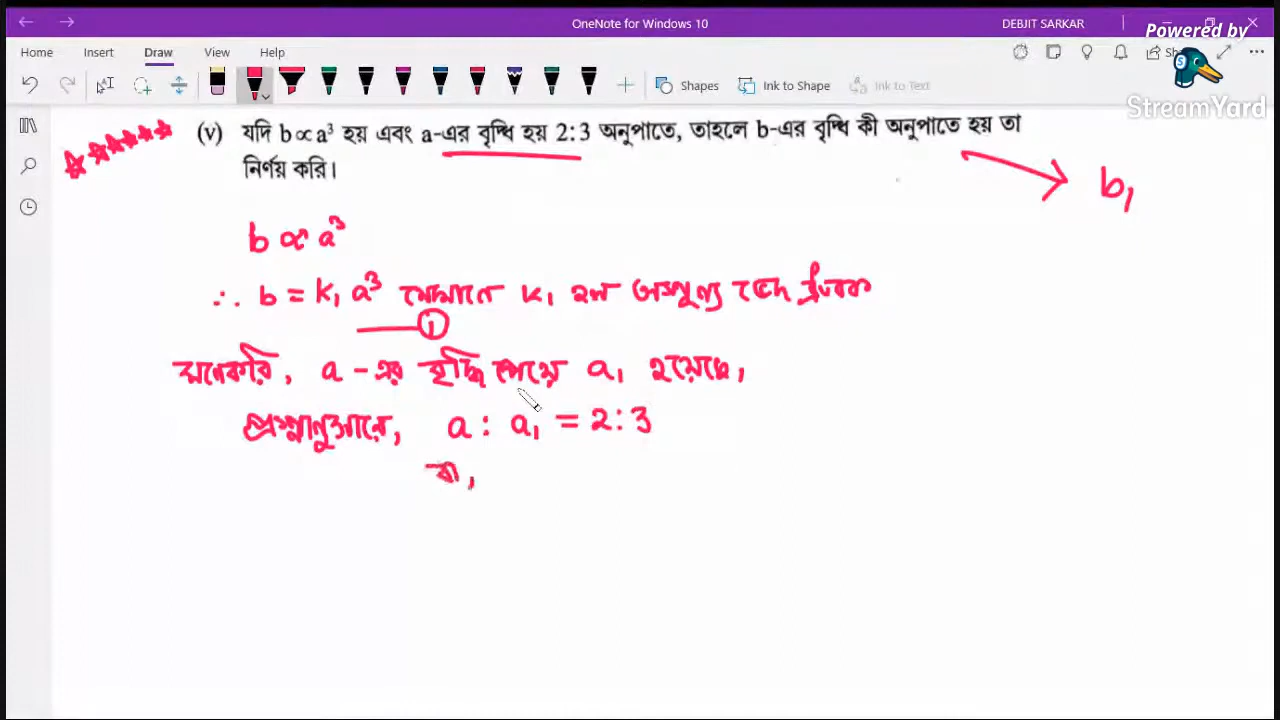 OneNote for Windows 10
DEBJIT SARKAR
Powered by
Home Insert Draw View Help
Shapes Ink to Shape Ink to Text
StreamYard
(v) যদি b∝a³ হয় এবং a-এর বৃদ্ধি হয় 2:3 অনুপাতে, তাহলে b-এর বৃদ্ধি কী অনুপাতে হয় তা
নির্ণয় করি।
b₁
b ∝ a³
∴ b = k₁ a³ যেখানে k₁ হল অশূন্য ভেদ ধ্রুবক
①
মনেকরি, a - এর বৃদ্ধি পেয়ে a₁ হয়েছে,
প্রশ্নানুসারে, a : a₁ = 2 : 3
বা,